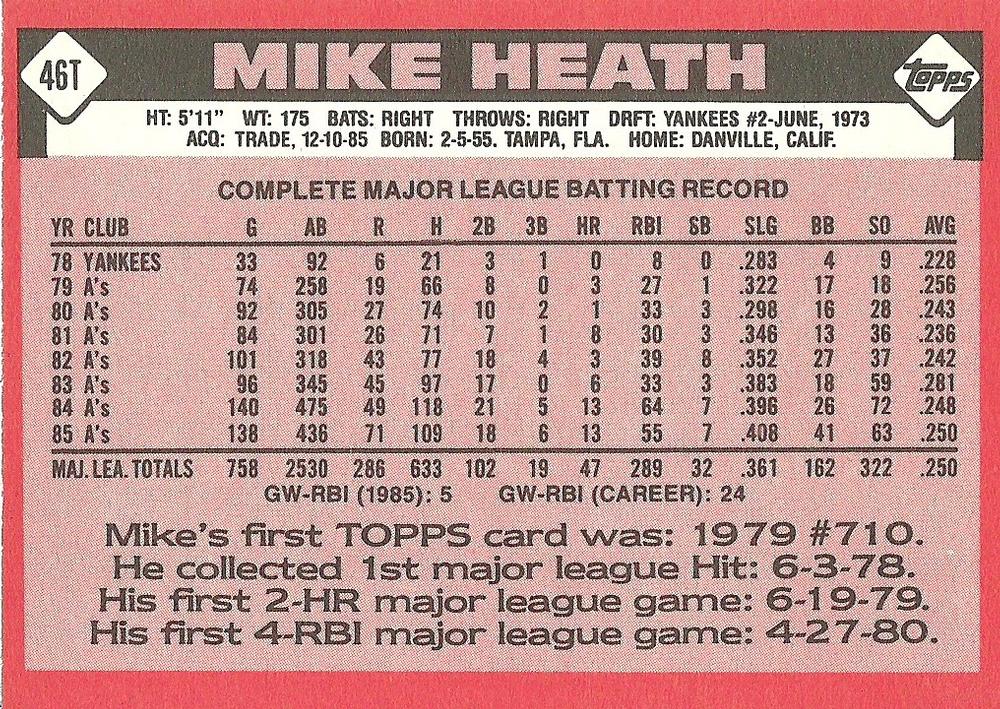 46T
MIKE HEATH
TOPPS
HT: 5'11" WT: 175 BATS: RIGHT THROWS: RIGHT DRFT: YANKEES #2-JUNE, 1973
ACQ: TRADE, 12-10-85 BORN: 2-5-55. TAMPA, FLA. HOME: DANVILLE, CALIF.
COMPLETE MAJOR LEAGUE BATTING RECORD
YR CLUB G AB R H 2B 3B HR RBI SB SLG BB SO AVG
78 YANKEES 33 92 6 21 3 1 0 8 0 .283 4 9 .228
79 A's 74 258 19 66 8 0 3 27 1 .322 17 18 .256
80 A's 92 305 27 74 10 2 1 33 3 .298 16 28 .243
81 A's 84 301 26 71 7 1 8 30 3 .346 13 36 .236
82 A's 101 318 43 77 18 4 3 39 8 .352 27 37 .242
83 A's 96 345 45 97 17 0 6 33 3 .383 18 59 .281
84 A's 140 475 49 118 21 5 13 64 7 .396 26 72 .248
85 A's 138 436 71 109 18 6 13 55 7 .408 41 63 .250
MAJ. LEA. TOTALS 758 2530 286 633 102 19 47 289 32 .361 162 322 .250
GW-RBI (1985): 5 GW-RBI (CAREER): 24
Mike's first TOPPS card was: 1979 #710.
He collected 1st major league Hit: 6-3-78.
His first 2-HR major league game: 6-19-79.
His first 4-RBI major league game: 4-27-80.